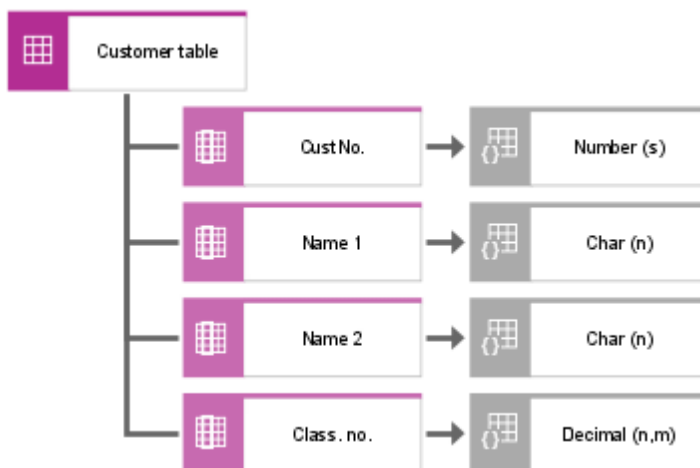 Customer table
Cust No. Number (s)
Name 1 Char (n)
Name 2 Char (n)
Class. no. Decimal (n,m)